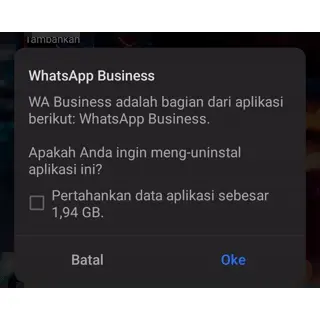 Tambahkan
WhatsApp Business
WA Business adalah bagian dari aplikasi
berikut: WhatsApp Business.
Apakah Anda ingin meng-uninstal
aplikasi ini?
Pertahankan data aplikasi sebesar
1,94 GB.
Batal
Oke